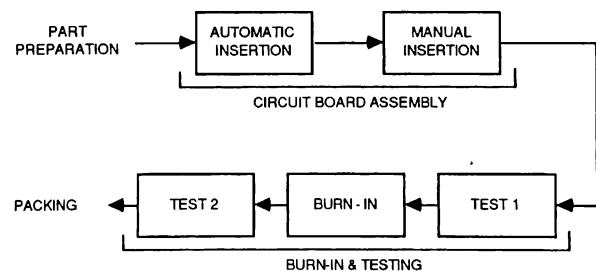 PART PREPARATION
AUTOMATIC INSERTION
MANUAL INSERTION
CIRCUIT BOARD ASSEMBLY
PACKING
TEST 2
BURN - IN
TEST 1
BURN-IN & TESTING